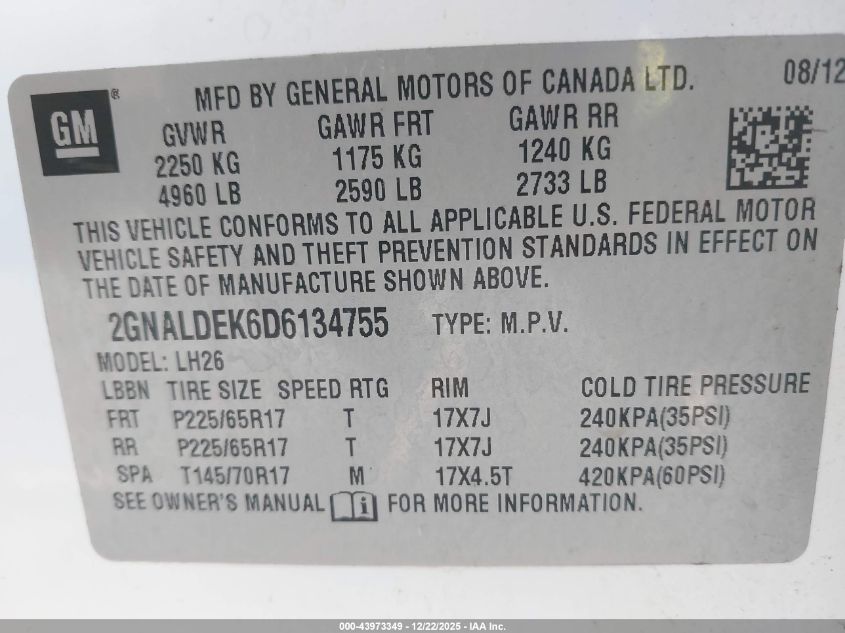 MFD BY GENERAL MOTORS OF CANADA LTD. 08/12
GM®
GVWR GAWR FRT GAWR RR
2250 KG 1175 KG 1240 KG
4960 LB 2590 LB 2733 LB
THIS VEHICLE CONFORMS TO ALL APPLICABLE U.S. FEDERAL MOTOR
VEHICLE SAFETY AND THEFT PREVENTION STANDARDS IN EFFECT ON
THE DATE OF MANUFACTURE SHOWN ABOVE.
2GNALDEK6D6134755 TYPE: M.P.V.
MODEL: LH26
LBBN TIRE SIZE SPEED RTG RIM COLD TIRE PRESSURE
FRT P225/65R17 T 17X7J 240KPA(35PSI)
RR P225/65R17 T 17X7J 240KPA(35PSI)
SPA T145/70R17 M 17X4.5T 420KPA(60PSI)
SEE OWNER'S MANUAL i FOR MORE INFORMATION.
000-43973349 - 12/22/2025 - IAA Inc.